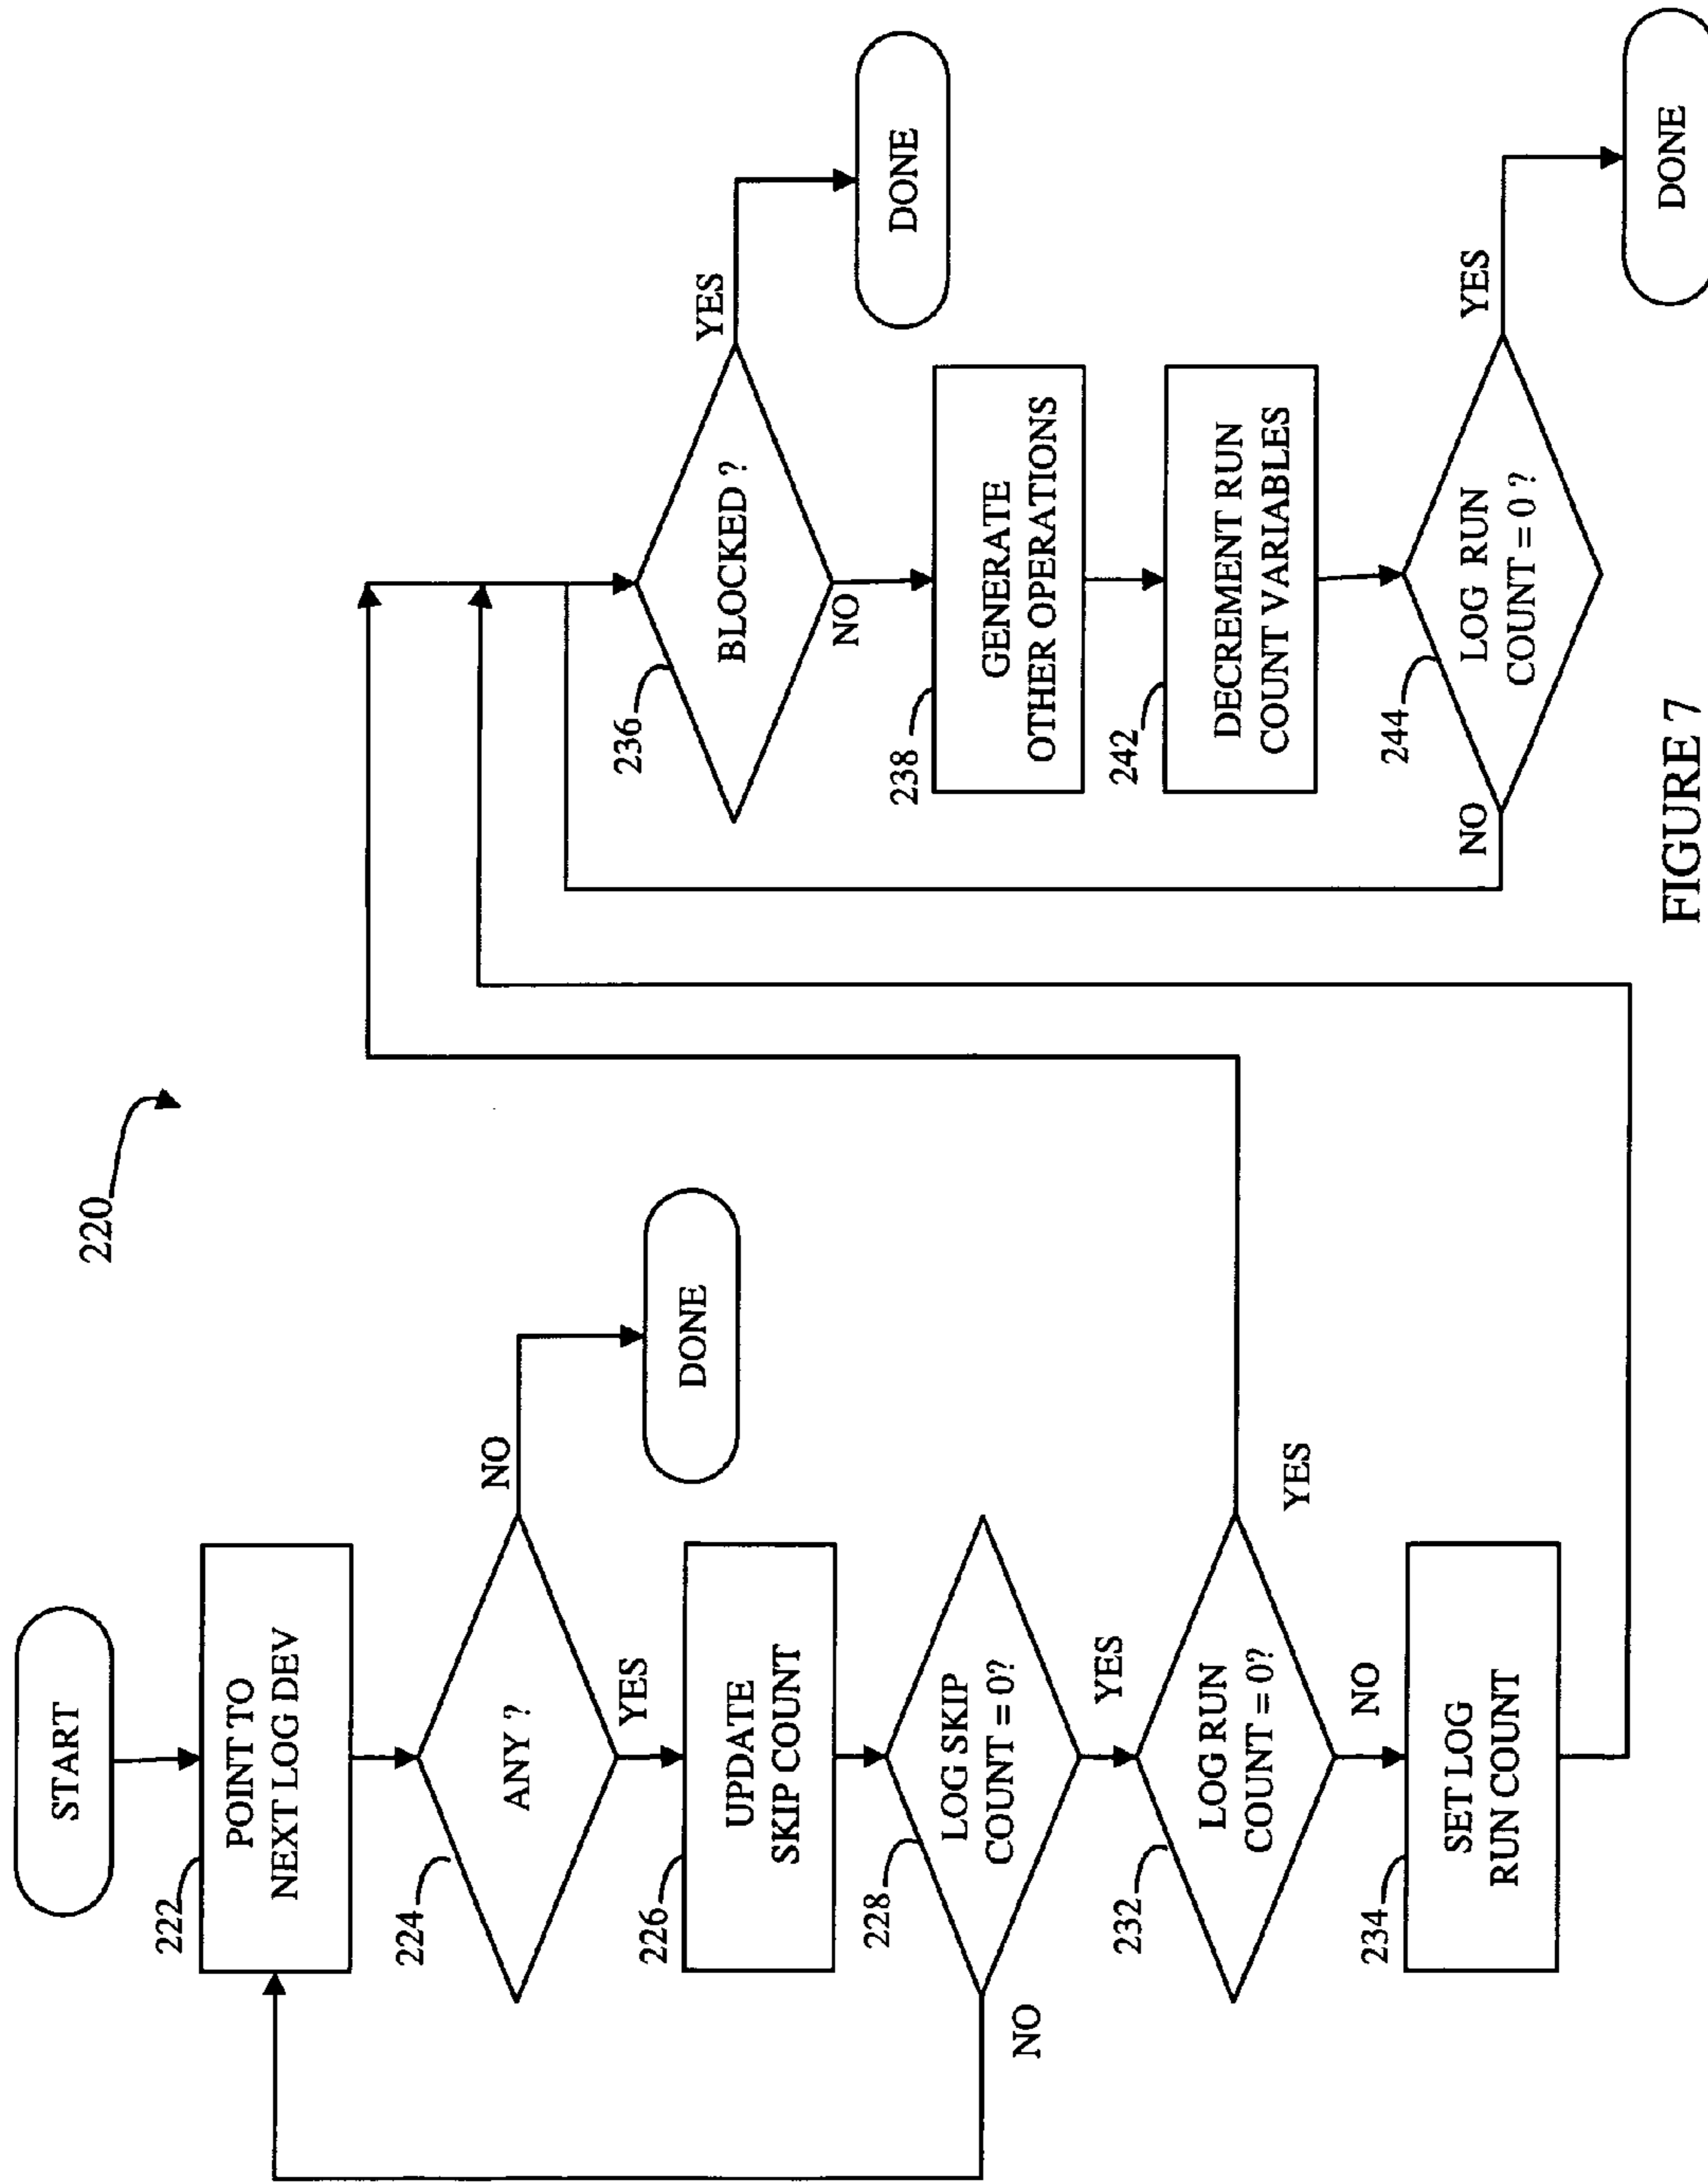 220
START
222
POINT TO
NEXT LOG DEV
224
ANY ?
NO
DONE
YES
226
UPDATE
SKIP COUNT
228
LOG SKIP
COUNT = 0?
NO
YES
232
LOG RUN
COUNT = 0?
YES
NO
234
SET LOG
RUN COUNT
236
BLOCKED ?
YES
DONE
NO
238
GENERATE
OTHER OPERATIONS
242
DECREMENT RUN
COUNT VARIABLES
244
LOG RUN
COUNT = 0 ?
NO
YES
DONE
FIGURE 7